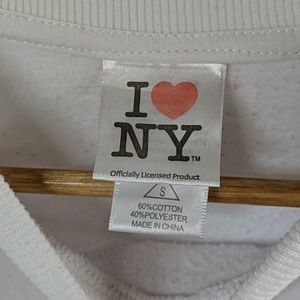 I ❤ NY™
Officially Licensed Product
S
60%COTTON
40%POLYESTER
MADE IN CHINA